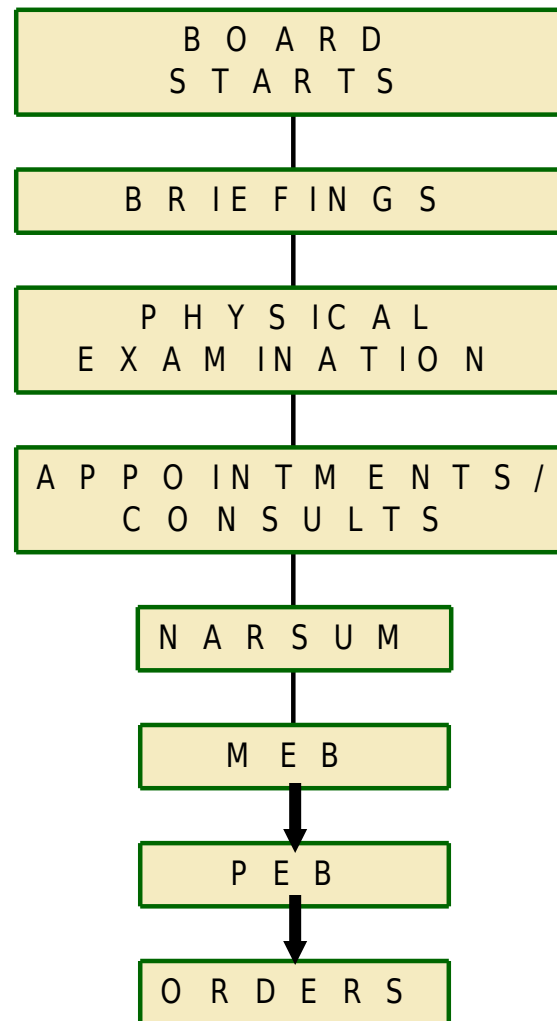 BOARD
STARTS
BRIEFINGS
PHYSICAL
EXAMINATION
APPOINTMENTS/
CONSULTS
NARSUM
MEB
PEB
ORDERS